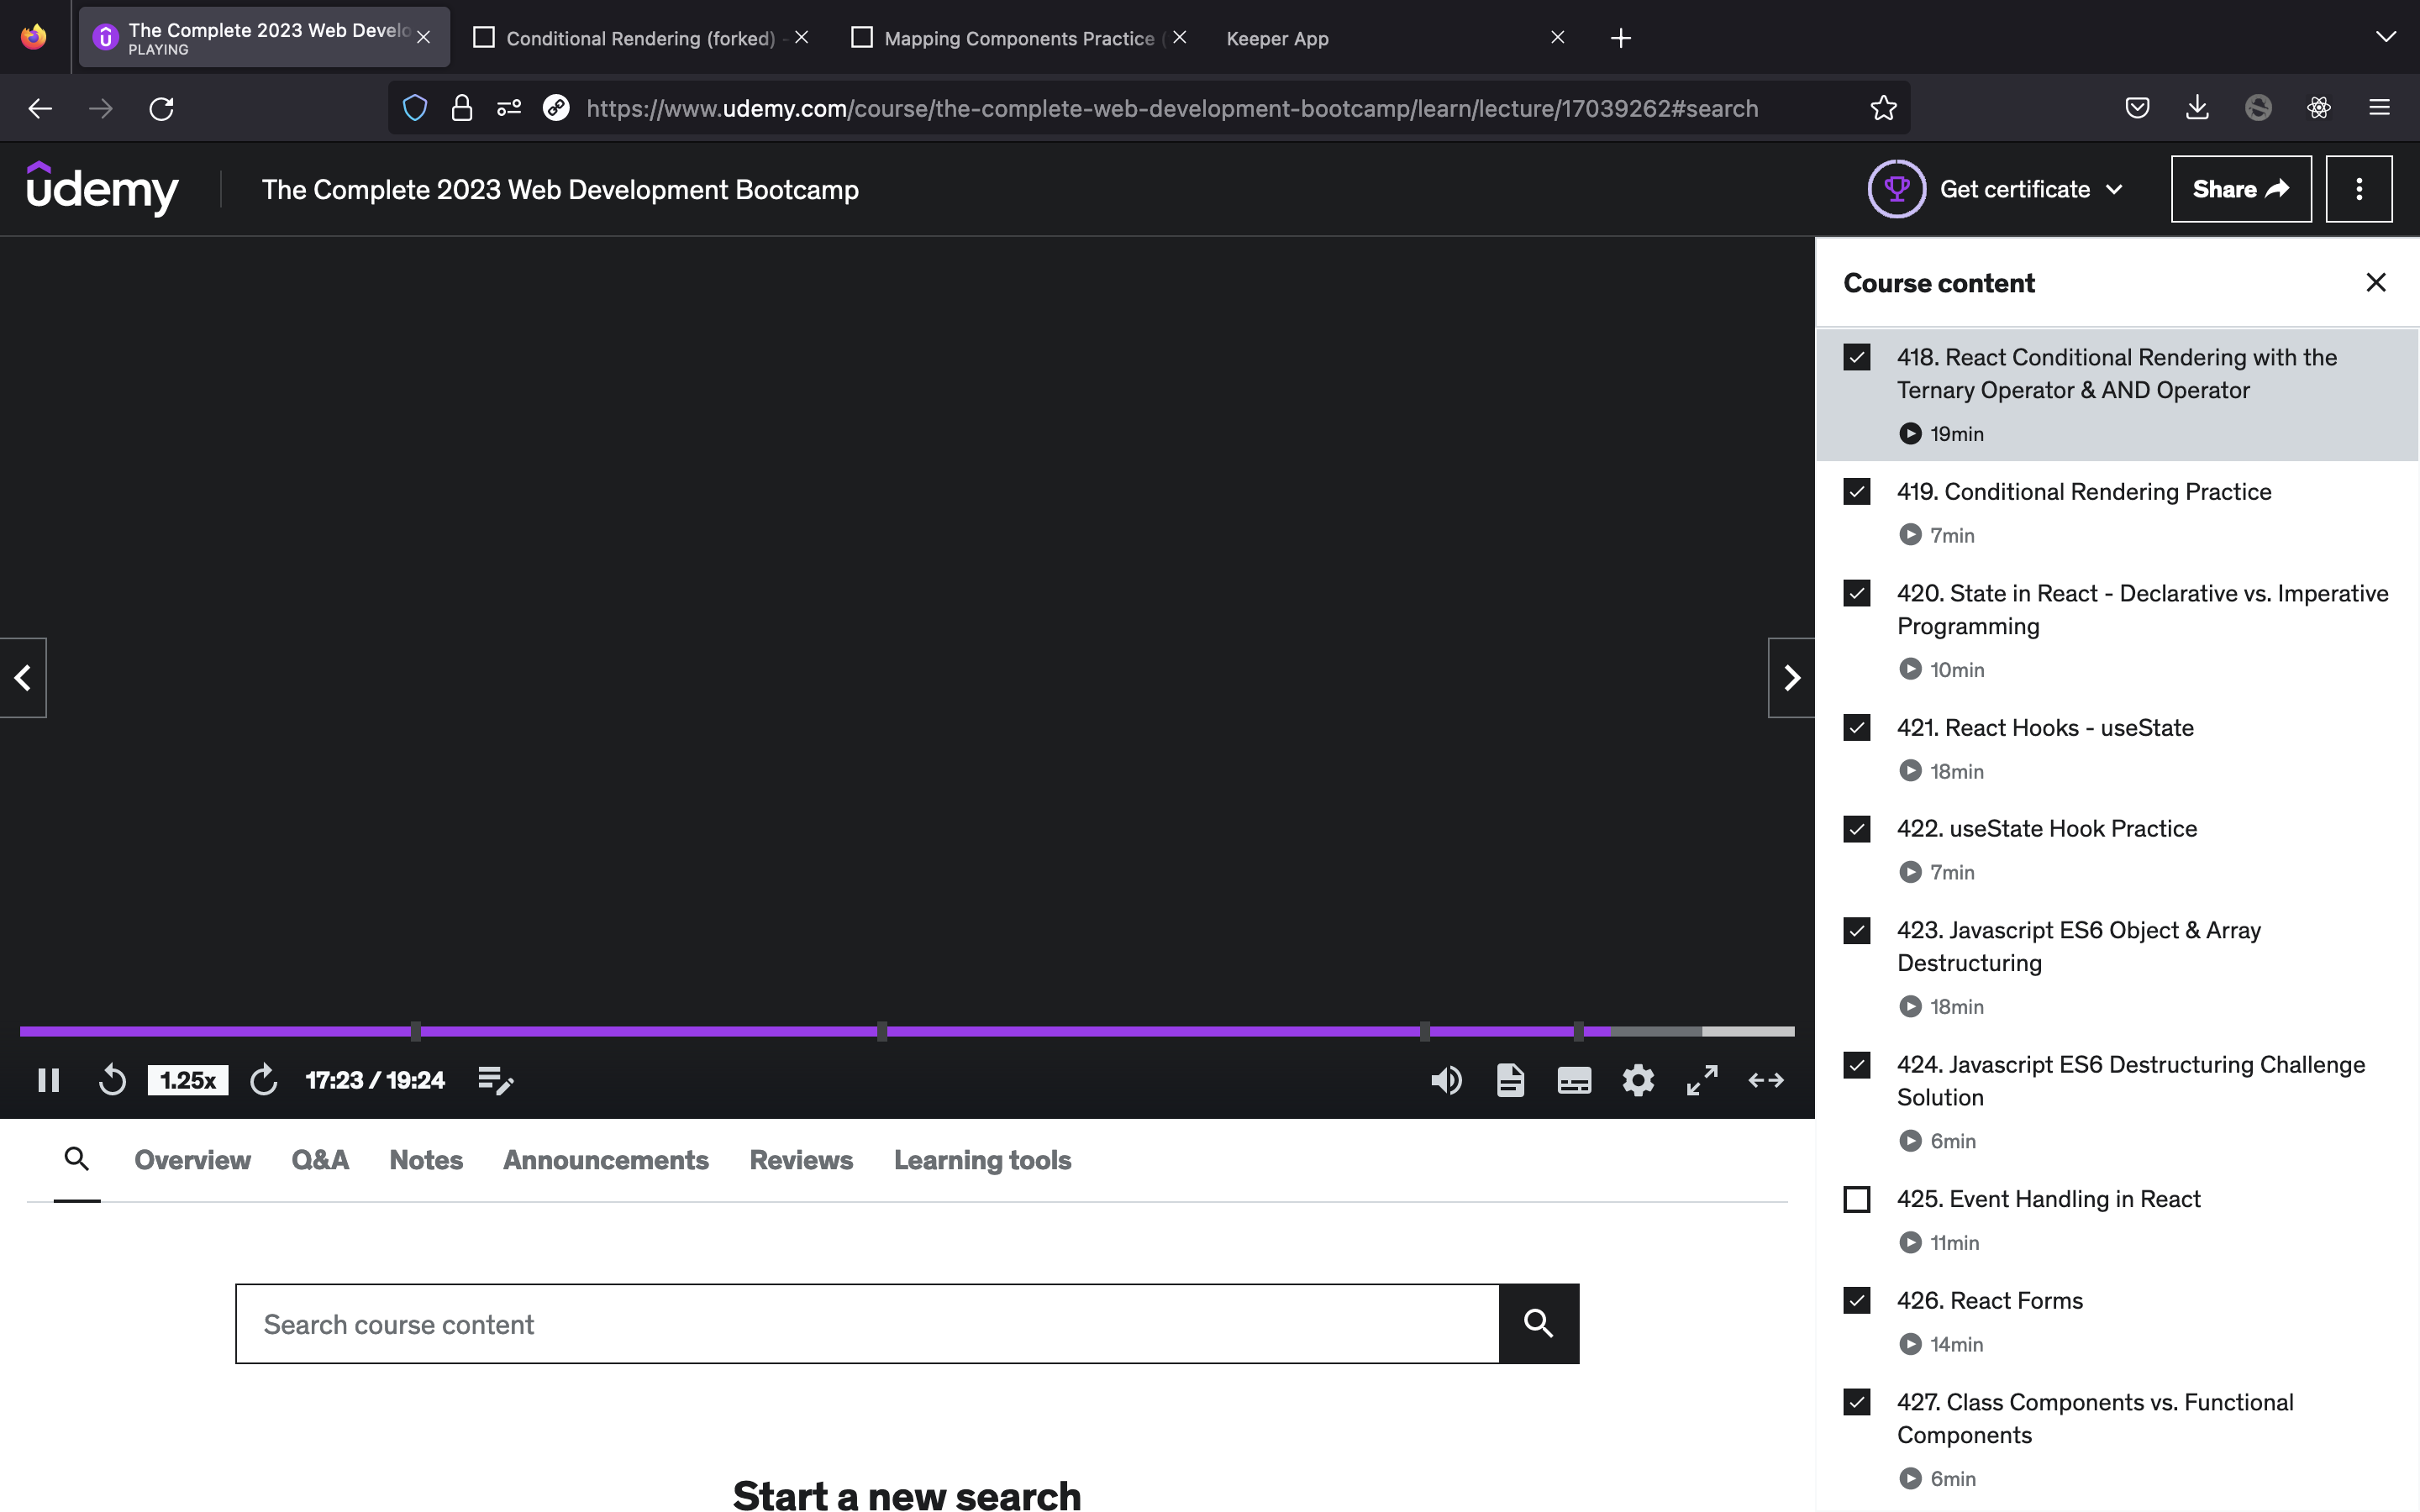 The Complete 2023 Web Develo
PLAYING
Conditional Rendering (forked) -
Mapping Components Practice (
Keeper App
https://www.udemy.com/course/the-complete-web-development-bootcamp/learn/lecture/17039262#search
udemy
The Complete 2023 Web Development Bootcamp
Get certificate
Share
Course content
418. React Conditional Rendering with the
Ternary Operator & AND Operator
19min
419. Conditional Rendering Practice
7min
420. State in React - Declarative vs. Imperative
Programming
10min
421. React Hooks - useState
18min
422. useState Hook Practice
7min
423. Javascript ES6 Object & Array
Destructuring
18min
424. Javascript ES6 Destructuring Challenge
Solution
6min
425. Event Handling in React
11min
426. React Forms
14min
427. Class Components vs. Functional
Components
6min
1.25x
17:23 / 19:24
Overview
Q&A
Notes
Announcements
Reviews
Learning tools
Search course content
Start a new search